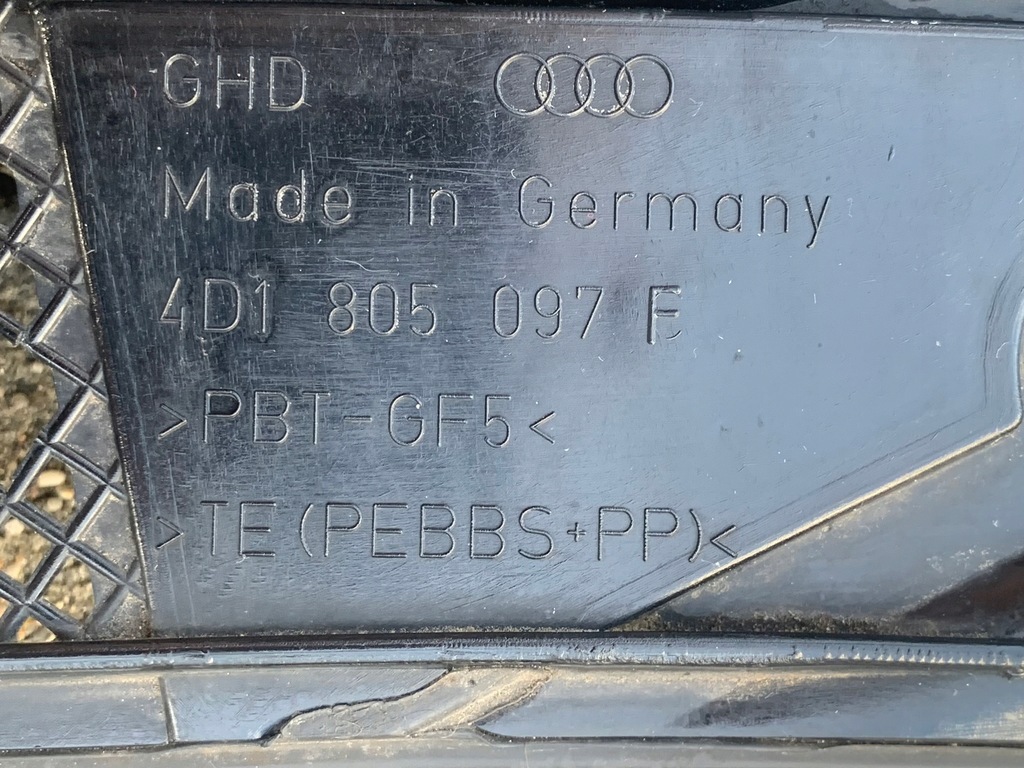 GHD
Made in Germany
4D1 805 097 F
>PBT-GF5<
>TE(PEBBS+PP)<